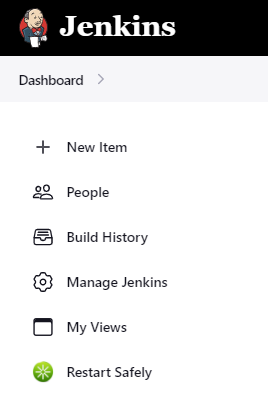 Jenkins
Dashboard
New Item
People
Build History
Manage Jenkins
My Views
Restart Safely